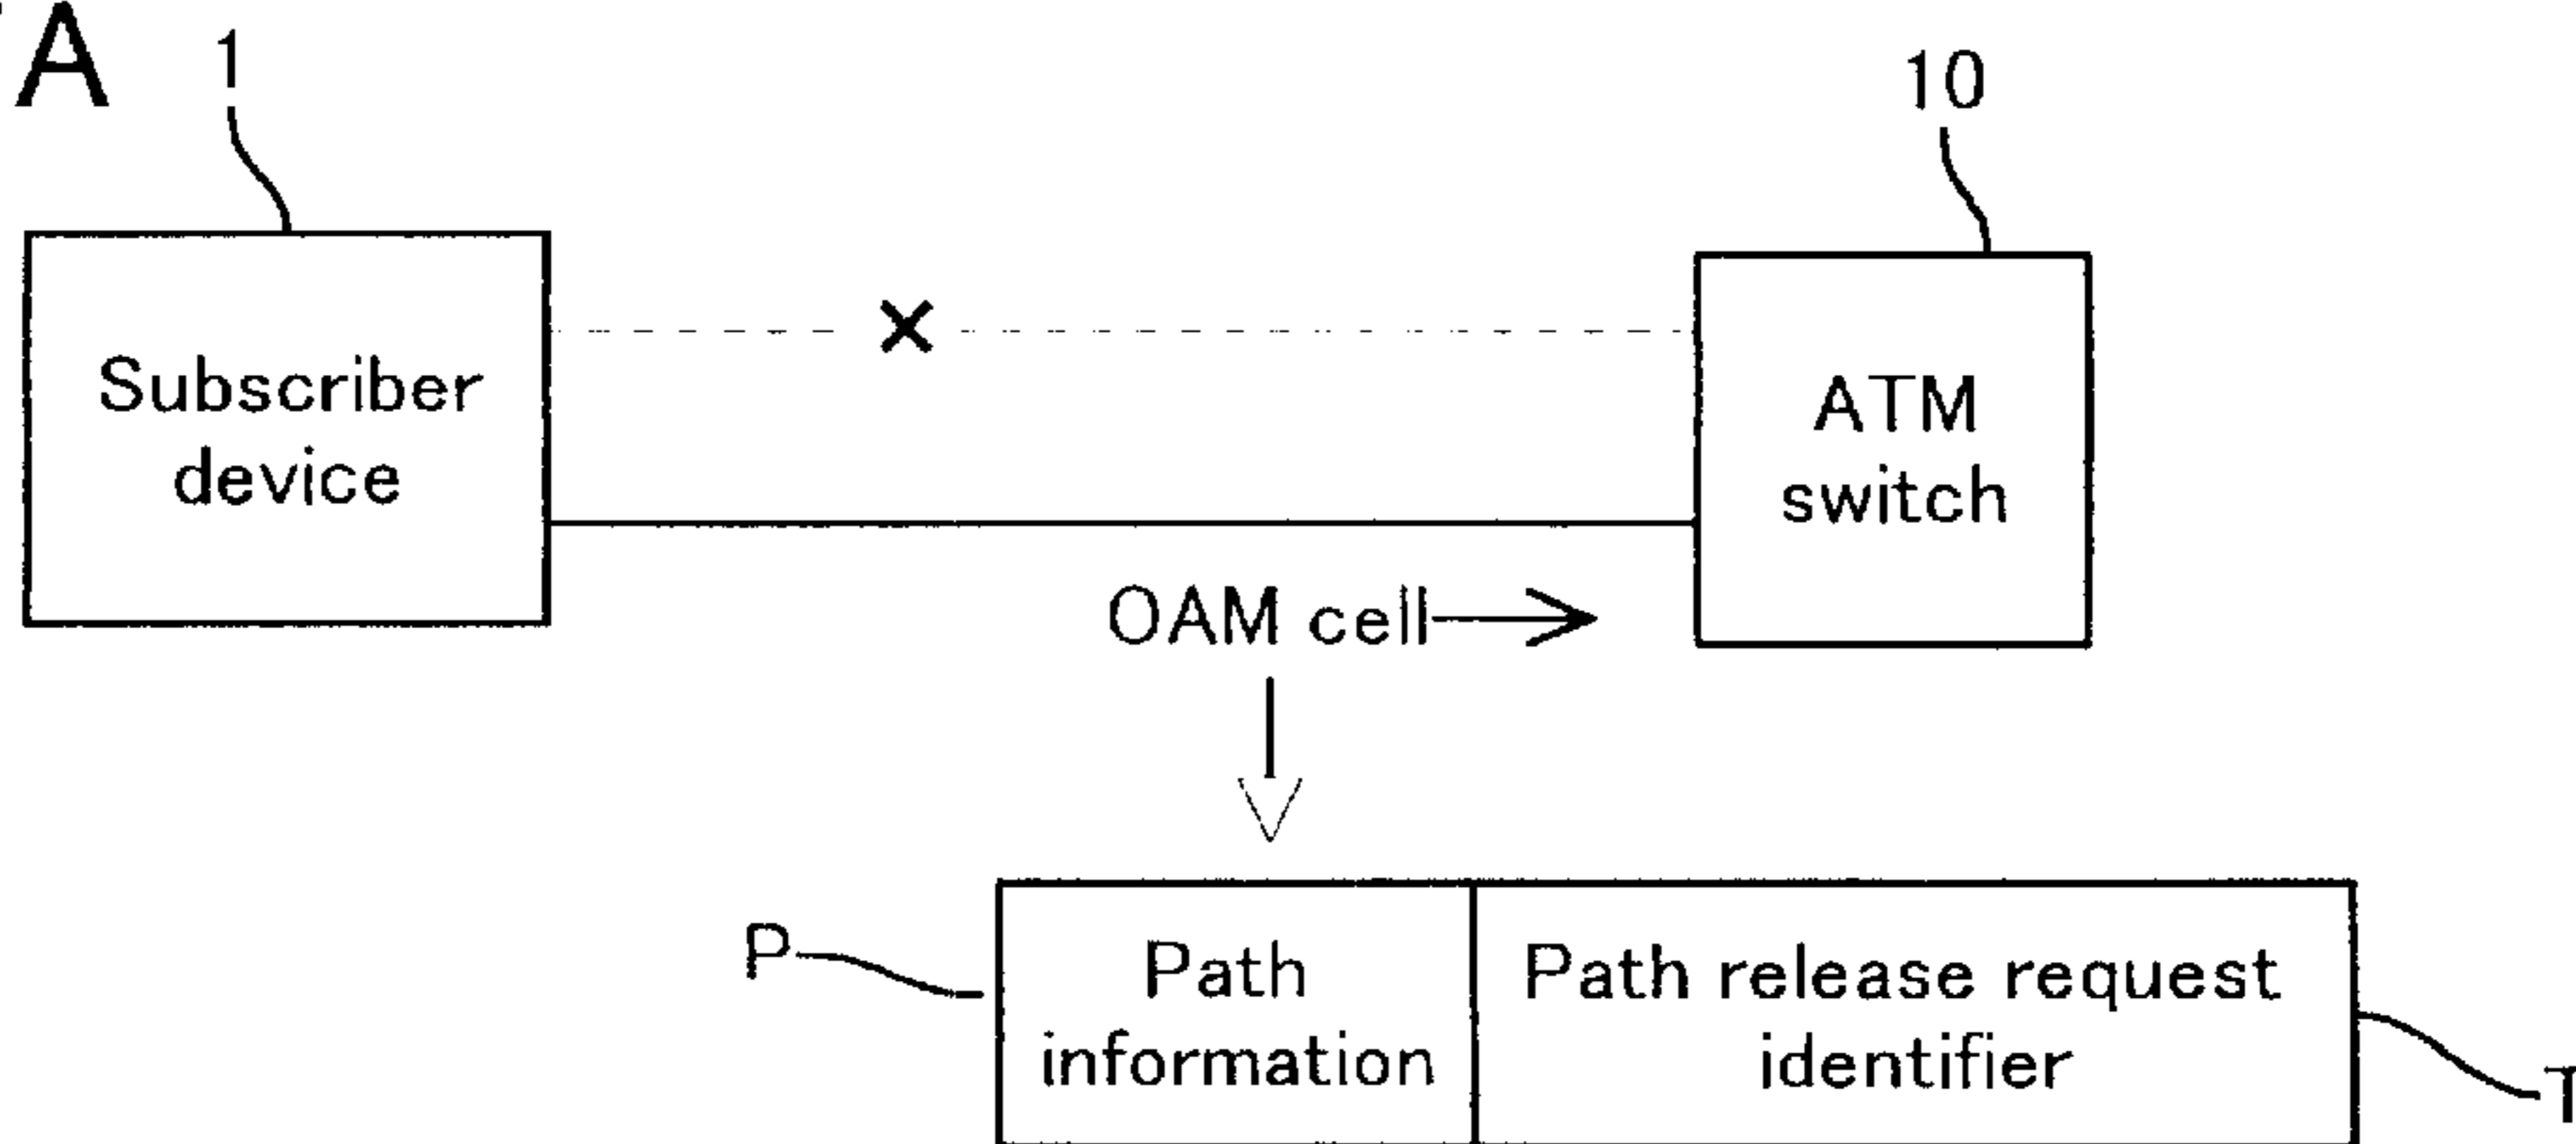 A
1
10
Subscriber
device
ATM
switch
OAM cell
P
Path
information
Path release request
identifier
T